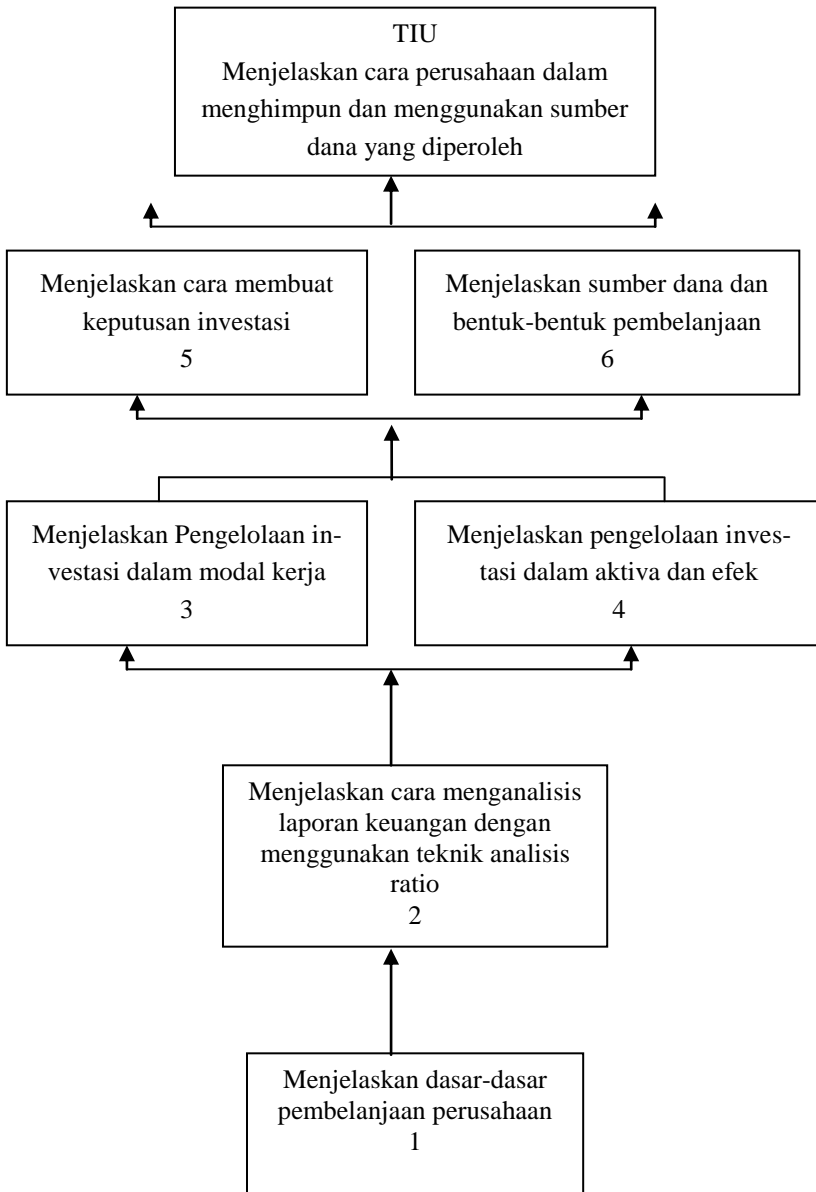 TIU
Menjelaskan cara perusahaan dalam
menghimpun dan menggunakan sumber
dana yang diperoleh
Menjelaskan cara membuat
keputusan investasi
5
Menjelaskan sumber dana dan
bentuk-bentuk pembelanjaan
6
Menjelaskan Pengelolaan in-
vestasi dalam modal kerja
3
Menjelaskan pengelolaan inves-
tasi dalam aktiva dan efek
4
Menjelaskan cara menganalisis
laporan keuangan dengan
menggunakan teknik analisis
ratio
2
Menjelaskan dasar-dasar
pembelanjaan perusahaan
1